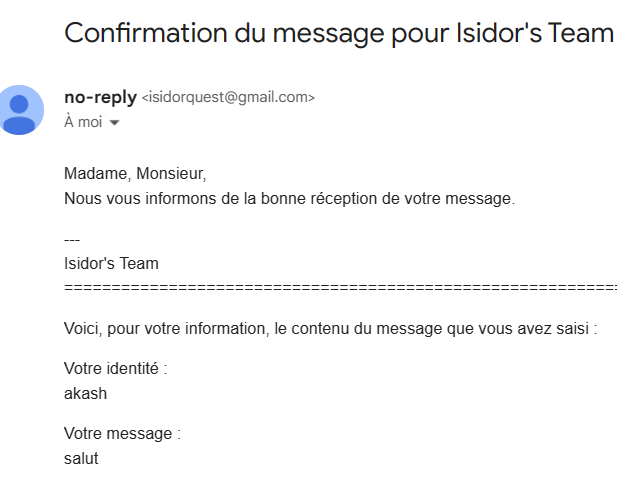 Confirmation du message pour Isidor's Team
no-reply <isidorquest@gmail.com>
À moi
Madame, Monsieur,
Nous vous informons de la bonne réception de votre message.
---
Isidor's Team
==============================================================
Voici, pour votre information, le contenu du message que vous avez saisi :
Votre identité :
akash
Votre message :
salut